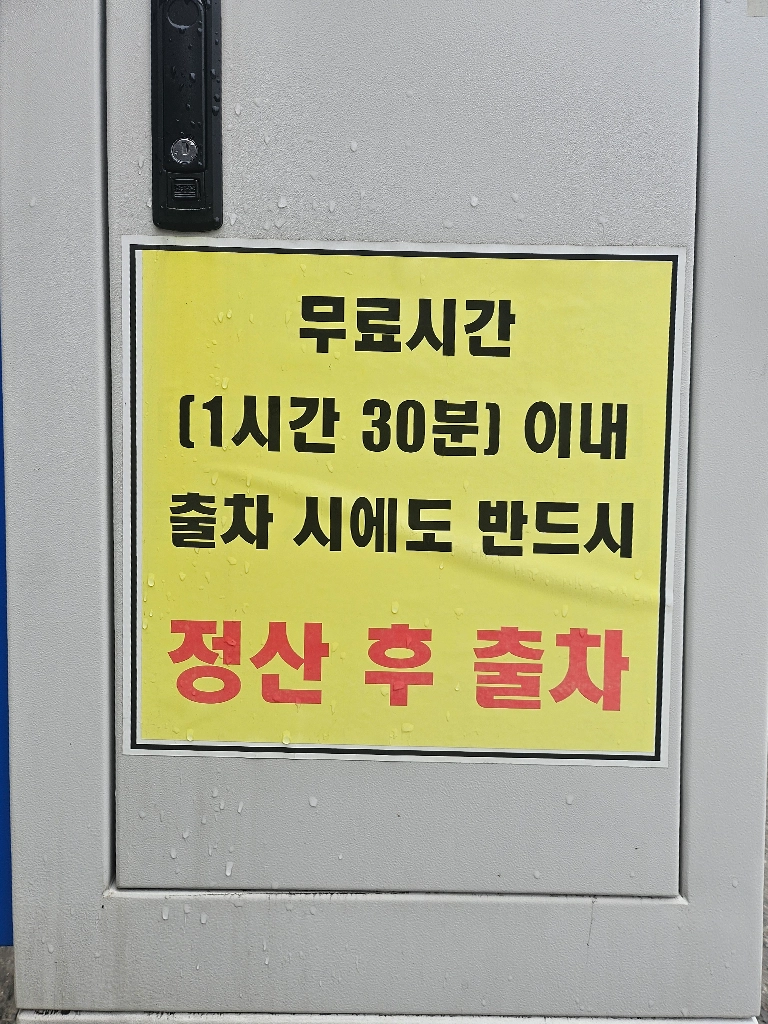 무료시간
(1시간 30분) 이내
출차 시에도 반드시
정산 후 출차